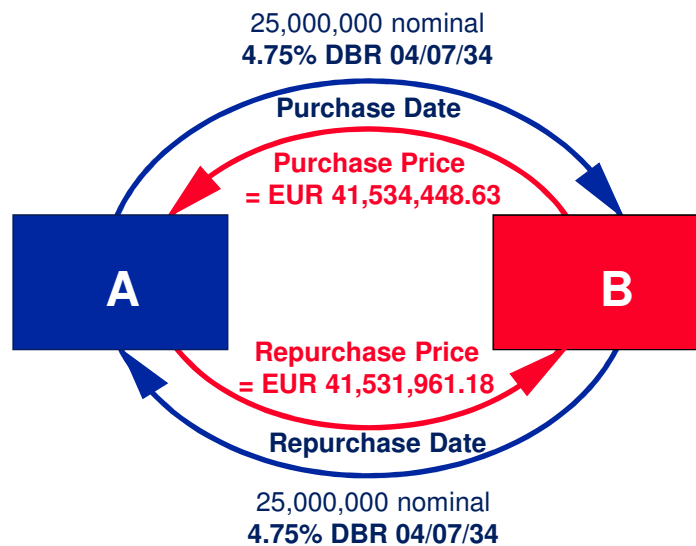 25,000,000 nominal
4.75% DBR 04/07/34
Purchase Date
Purchase Price
= EUR 41,534,448.63
A
B
Repurchase Price
= EUR 41,531,961.18
Repurchase Date
25,000,000 nominal
4.75% DBR 04/07/34